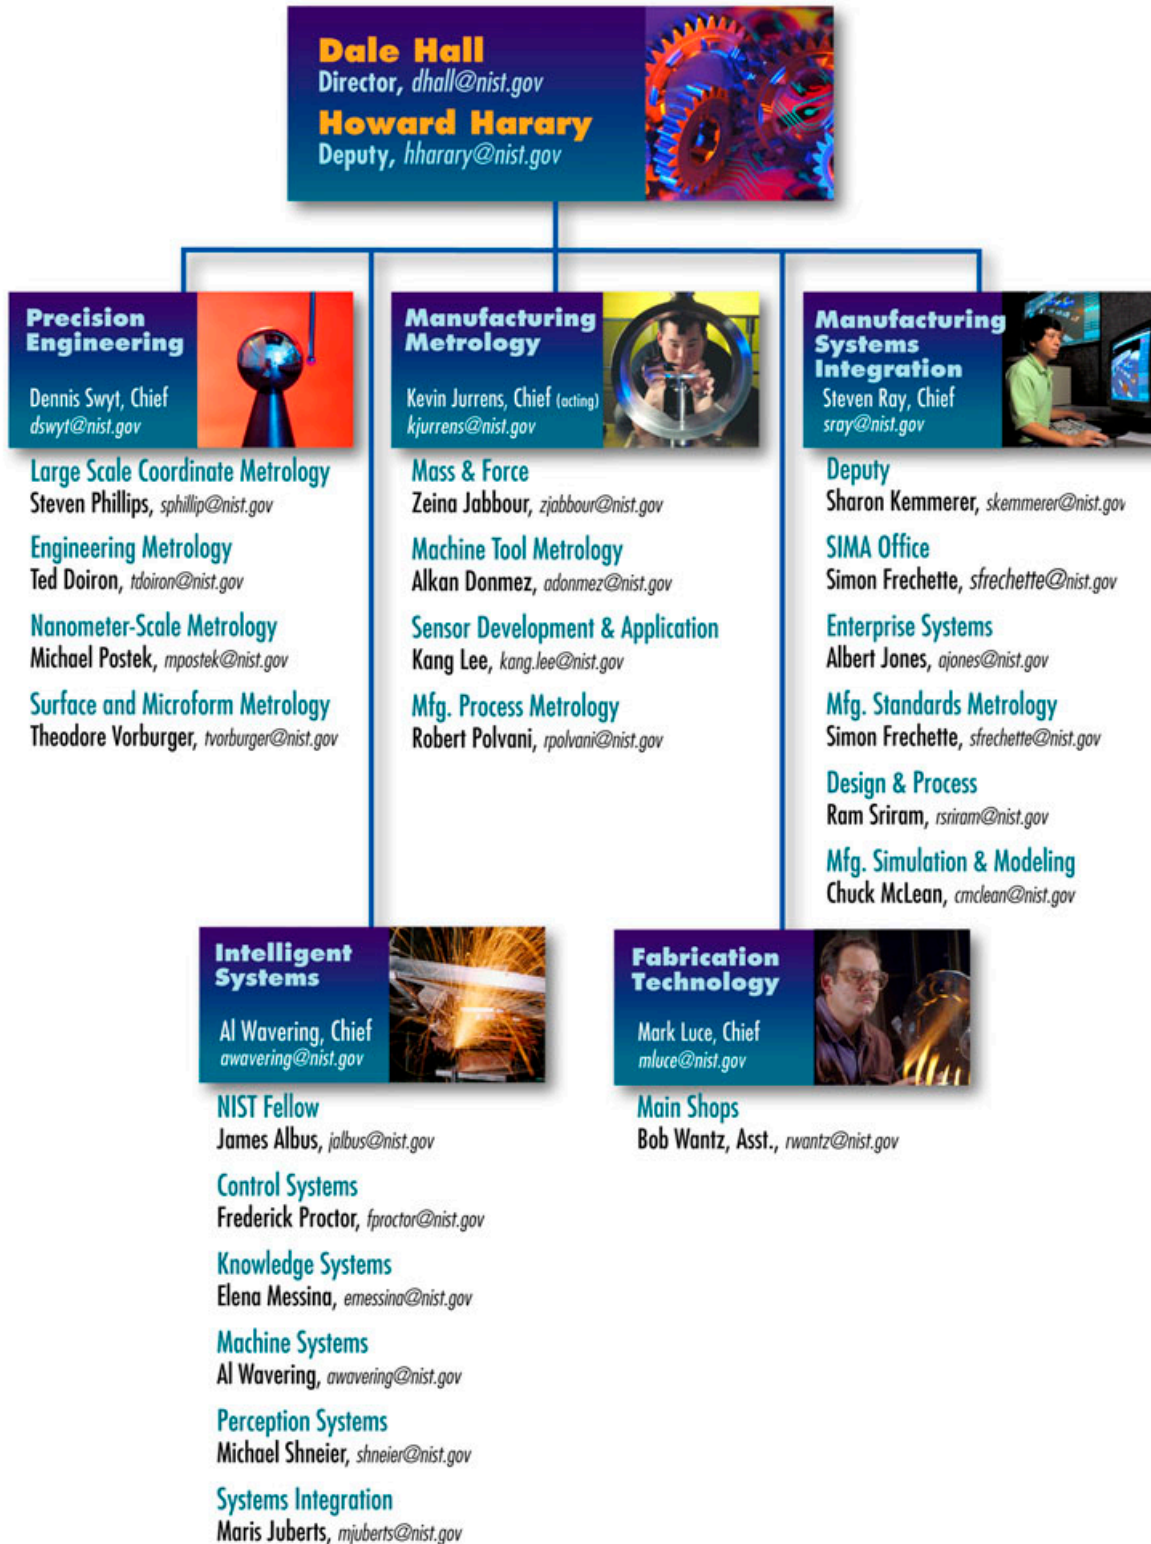 Dale Hall
Director, dhall@nist.gov
Howard Harary
Deputy, hharary@nist.gov
Precision
Engineering
Dennis Swyt, Chief
dswyt@nist.gov
Large Scale Coordinate Metrology
Steven Phillips, sphillip@nist.gov
Engineering Metrology
Ted Doiron, tdoiron@nist.gov
Nanometer-Scale Metrology
Michael Postek, mpostek@nist.gov
Surface and Microform Metrology
Theodore Vorburger, tvorburger@nist.gov
Manufacturing
Metrology
Kevin Jurrens, Chief (acting)
kjurrens@nist.gov
Mass & Force
Zeina Jabbour, zjabbour@nist.gov
Machine Tool Metrology
Alkan Donmez, adonmez@nist.gov
Sensor Development & Application
Kang Lee, kang.lee@nist.gov
Mfg. Process Metrology
Robert Polvani, rpolvani@nist.gov
Manufacturing
Systems
Integration
Steven Ray, Chief
sray@nist.gov
Deputy
Sharon Kemmerer, skemmerer@nist.gov
SIMA Office
Simon Frechette, sfrechette@nist.gov
Enterprise Systems
Albert Jones, ajones@nist.gov
Mfg. Standards Metrology
Simon Frechette, sfrechette@nist.gov
Design & Process
Ram Sriram, rsriram@nist.gov
Mfg. Simulation & Modeling
Chuck McLean, cmclean@nist.gov
Intelligent
Systems
Al Wavering, Chief
awavering@nist.gov
NIST Fellow
James Albus, jalbus@nist.gov
Control Systems
Frederick Proctor, fproctor@nist.gov
Knowledge Systems
Elena Messina, emessina@nist.gov
Machine Systems
Al Wavering, awavering@nist.gov
Perception Systems
Michael Shneier, shneier@nist.gov
Systems Integration
Maris Juberts, mjuberts@nist.gov
Fabrication
Technology
Mark Luce, Chief
mluce@nist.gov
Main Shops
Bob Wantz, Asst., rwantz@nist.gov